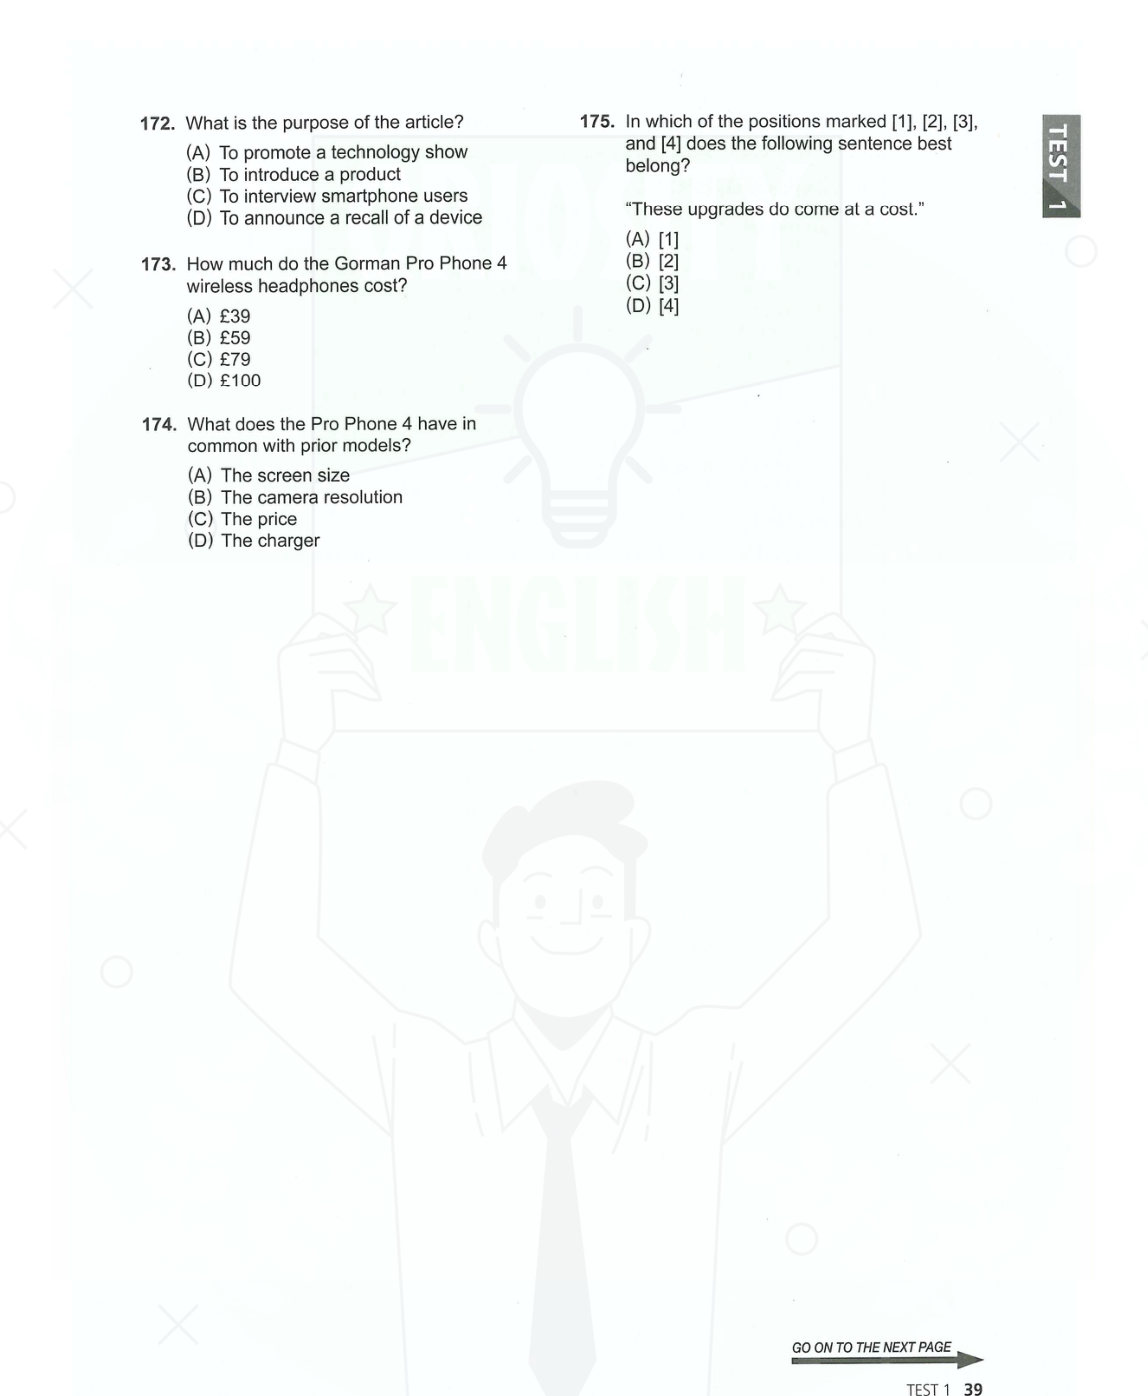 172. What is the purpose of the article?
(A) To promote a technology show
(B) To introduce a product
(C) To interview smartphone users
(D) To announce a recall of a device
173. How much do the Gorman Pro Phone 4
wireless headphones cost?
(A) £39
(B) £59
(C) £79
(D) £100
174. What does the Pro Phone 4 have in
common with prior models?
(A) The screen size
(B) The camera resolution
(C) The price
(D) The charger
175. In which of the positions marked [1], [2], [3],
and [4] does the following sentence best
belong?
“These upgrades do come at a cost.”
(A) [1]
(B) [2]
(C) [3]
(D) [4]
TEST 1
ENGLISH
GO ON TO THE NEXT PAGE
TEST 1 39